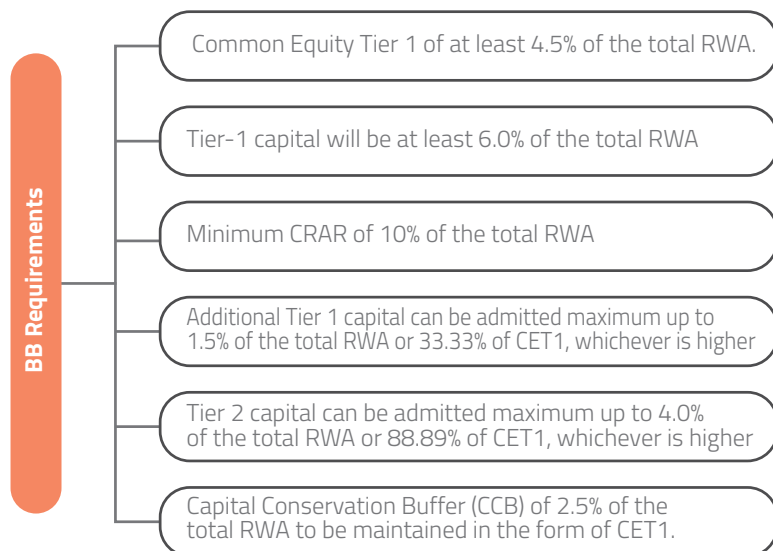 BB Requirements
Common Equity Tier 1 of at least 4.5% of the total RWA.
Tier-1 capital will be at least 6.0% of the total RWA
Minimum CRAR of 10% of the total RWA
Additional Tier 1 capital can be admitted maximum up to
1.5% of the total RWA or 33.33% of CET1, whichever is higher
Tier 2 capital can be admitted maximum up to 4.0%
of the total RWA or 88.89% of CET1, whichever is higher
Capital Conservation Buffer (CCB) of 2.5% of the
total RWA to be maintained in the form of CET1.